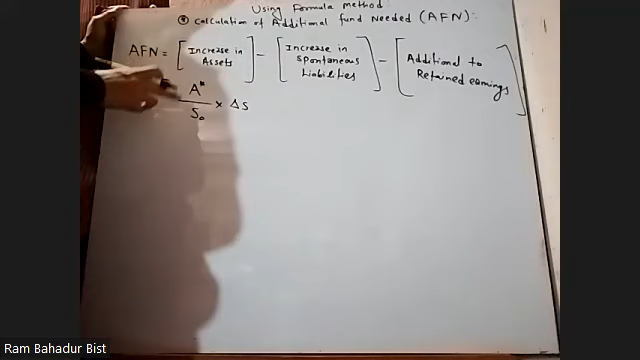 Using Formula Method:
* Calculation of Additional fund Needed (AFN):
AFN = [Increase in Assets] - [Increase in Spontaneous Liabilities] - [Additional to Retained earnings]
A*/S₀ × ΔS
Ram Bahadur Bist